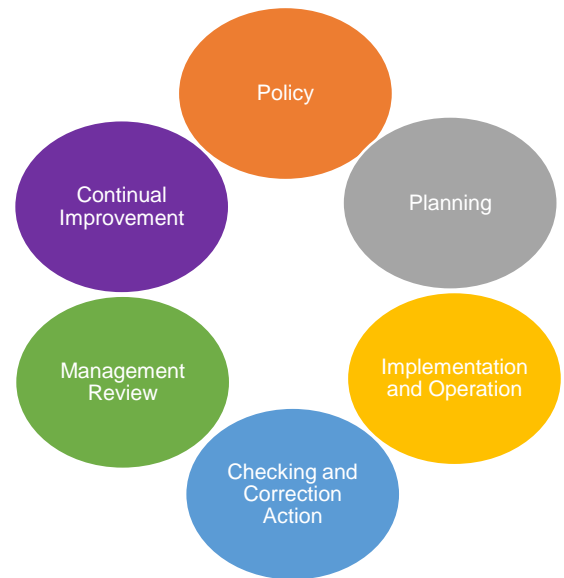 Policy
Planning
Implementation
and Operation
Checking and
Correction
Action
Management
Review
Continual
Improvement